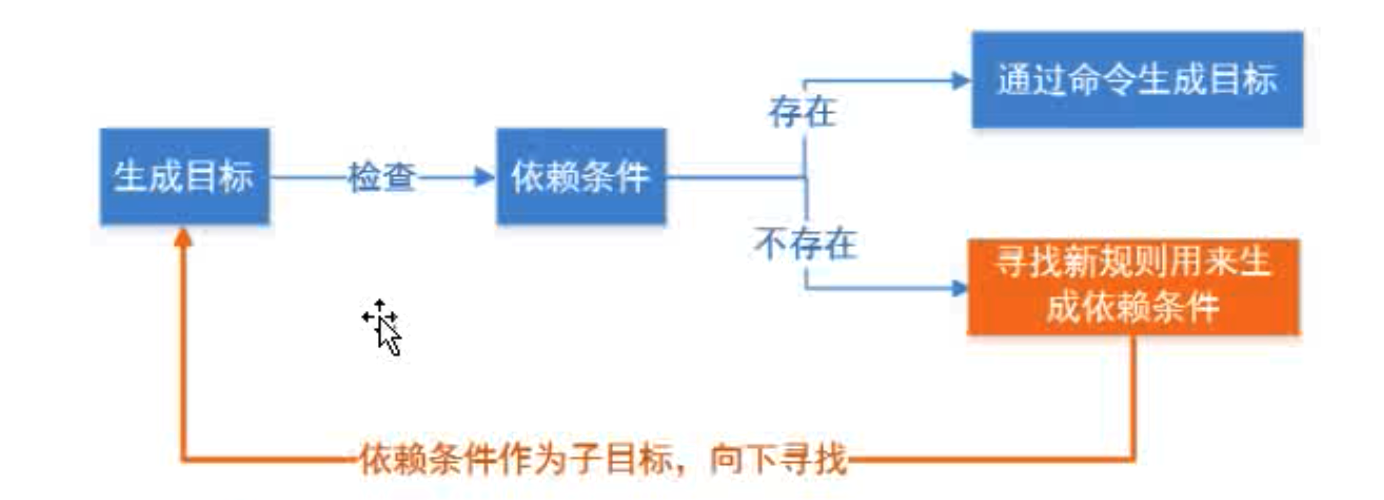 通过命令生成目标
存在
生成目标
检查
依赖条件
不存在
寻找新规则用来生
成依赖条件
依赖条件作为子目标，向下寻找